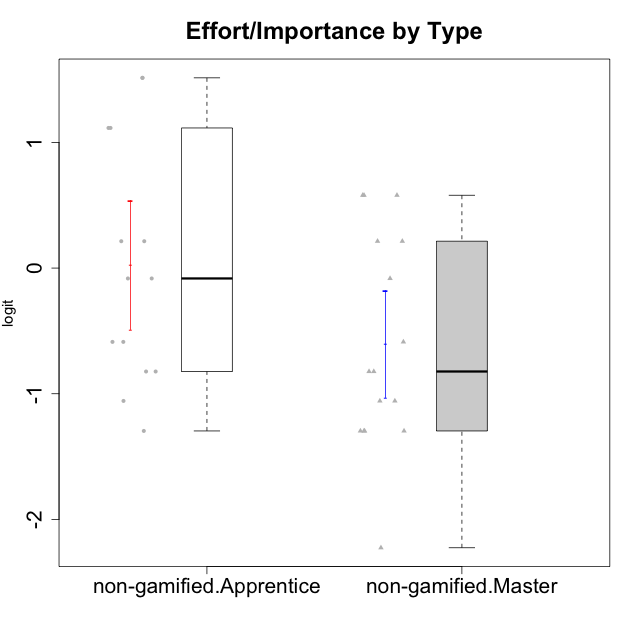 Effort/Importance by Type
1
0
-1
-2
logit
non-gamified.Apprentice
non-gamified.Master